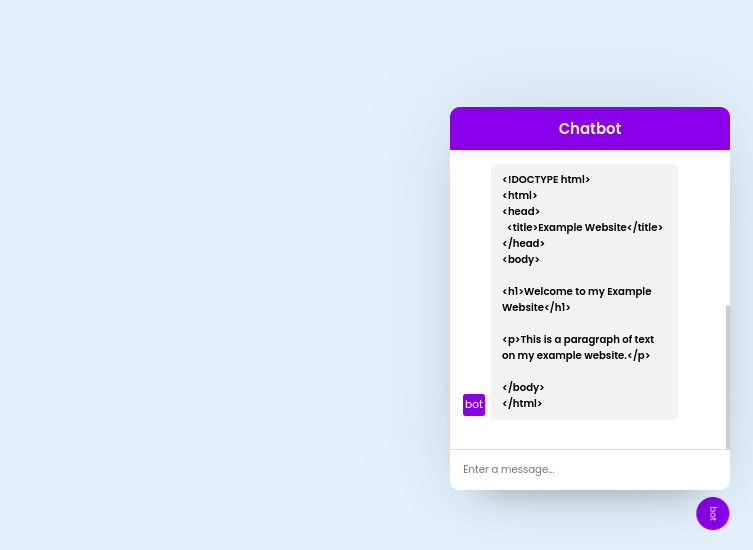 Chatbot
<!DOCTYPE html>
<html>
<head>
<title>Example Website</title>
</head>
<body>
<h1>Welcome to my Example
Website</h1>
<p>This is a paragraph of text
on my example website.</p>
</body>
</html>
bot
Enter a message...
bot